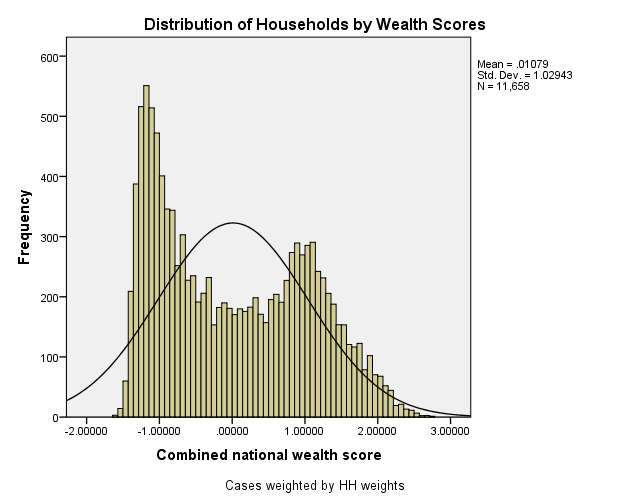 Distribution of Households by Wealth Scores
Mean = .01079
Std. Dev. = 1.02943
N = 11,658
Frequency
600
500
400
300
200
100
0
-2.00000 -1.00000 .00000 1.00000 2.00000 3.00000
Combined national wealth score
Cases weighted by HH weights